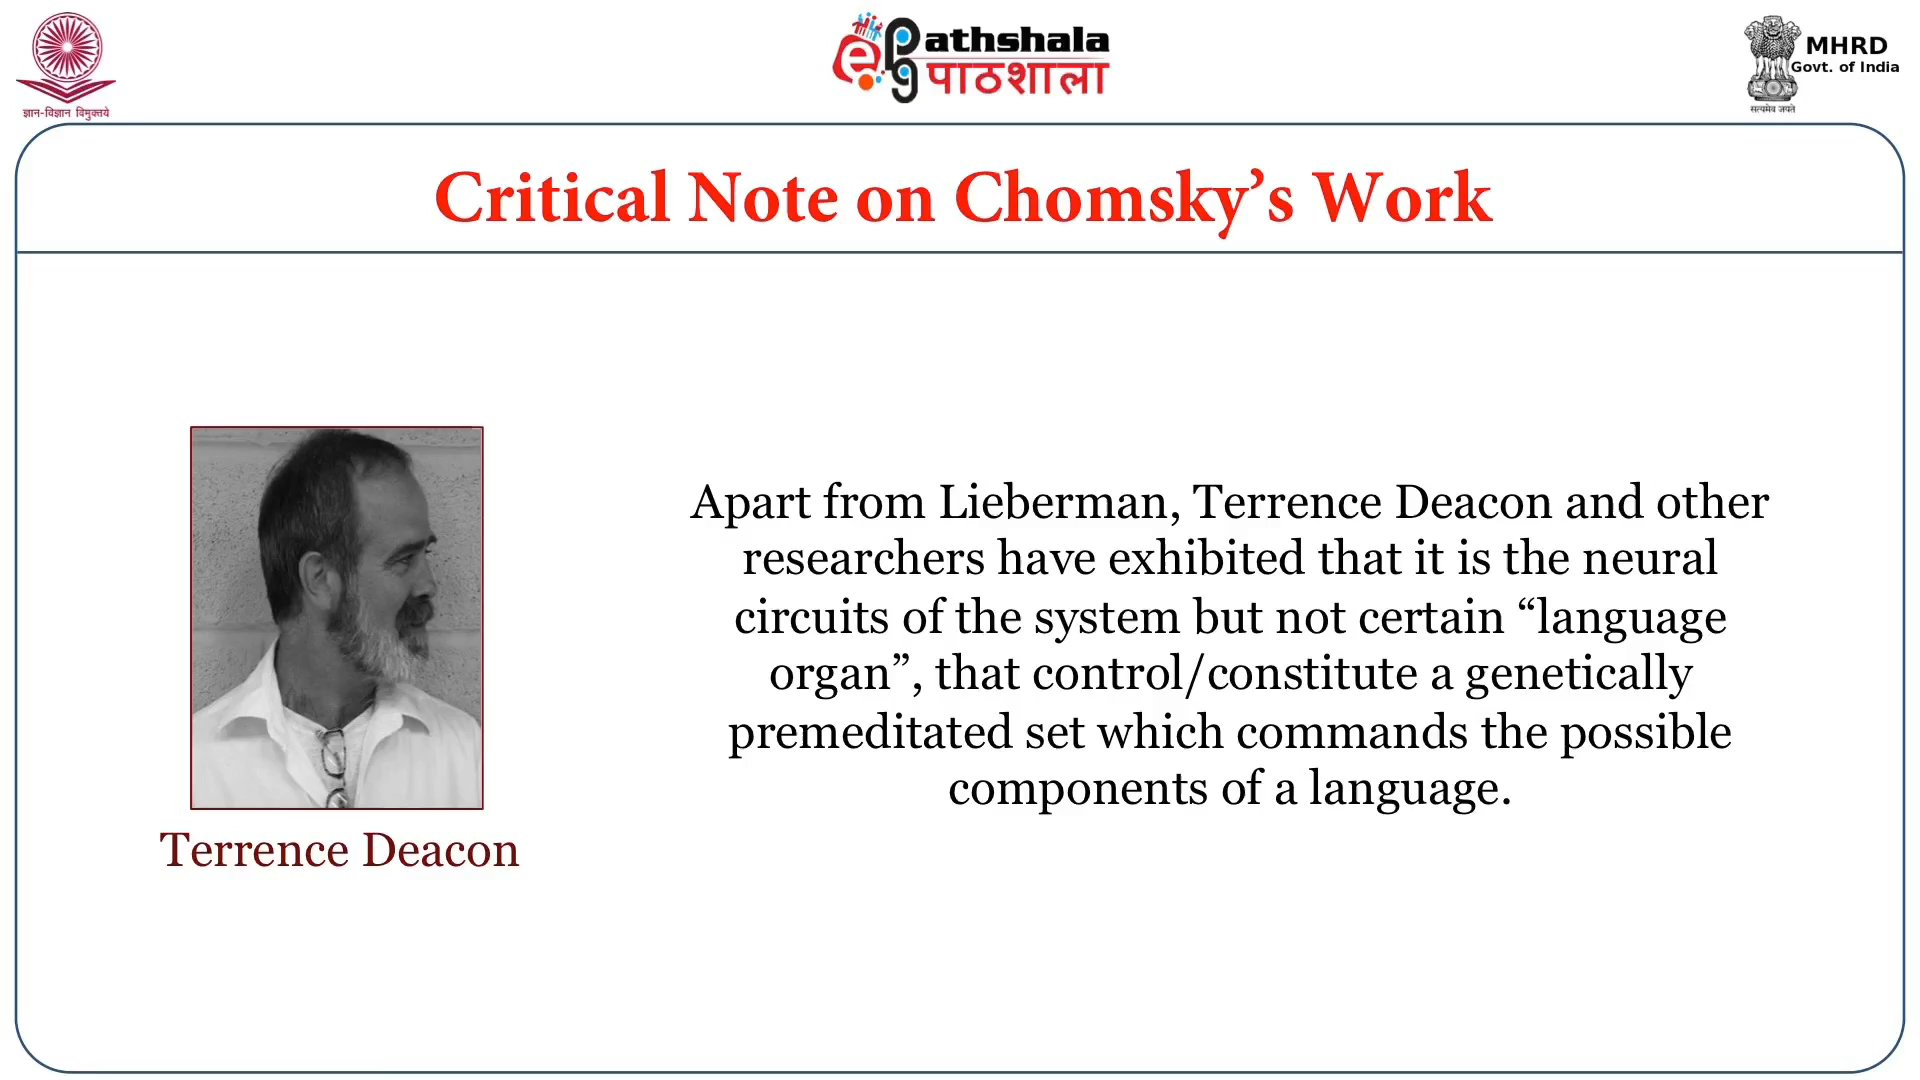 ज्ञान-विज्ञान विमुक्तये
ePathshala
पाठशाला
MHRD
Govt. of India
सत्यमेव जयते
Critical Note on Chomsky’s Work
Apart from Lieberman, Terrence Deacon and other
researchers have exhibited that it is the neural
circuits of the system but not certain “language
organ”, that control/constitute a genetically
premeditated set which commands the possible
components of a language.
Terrence Deacon